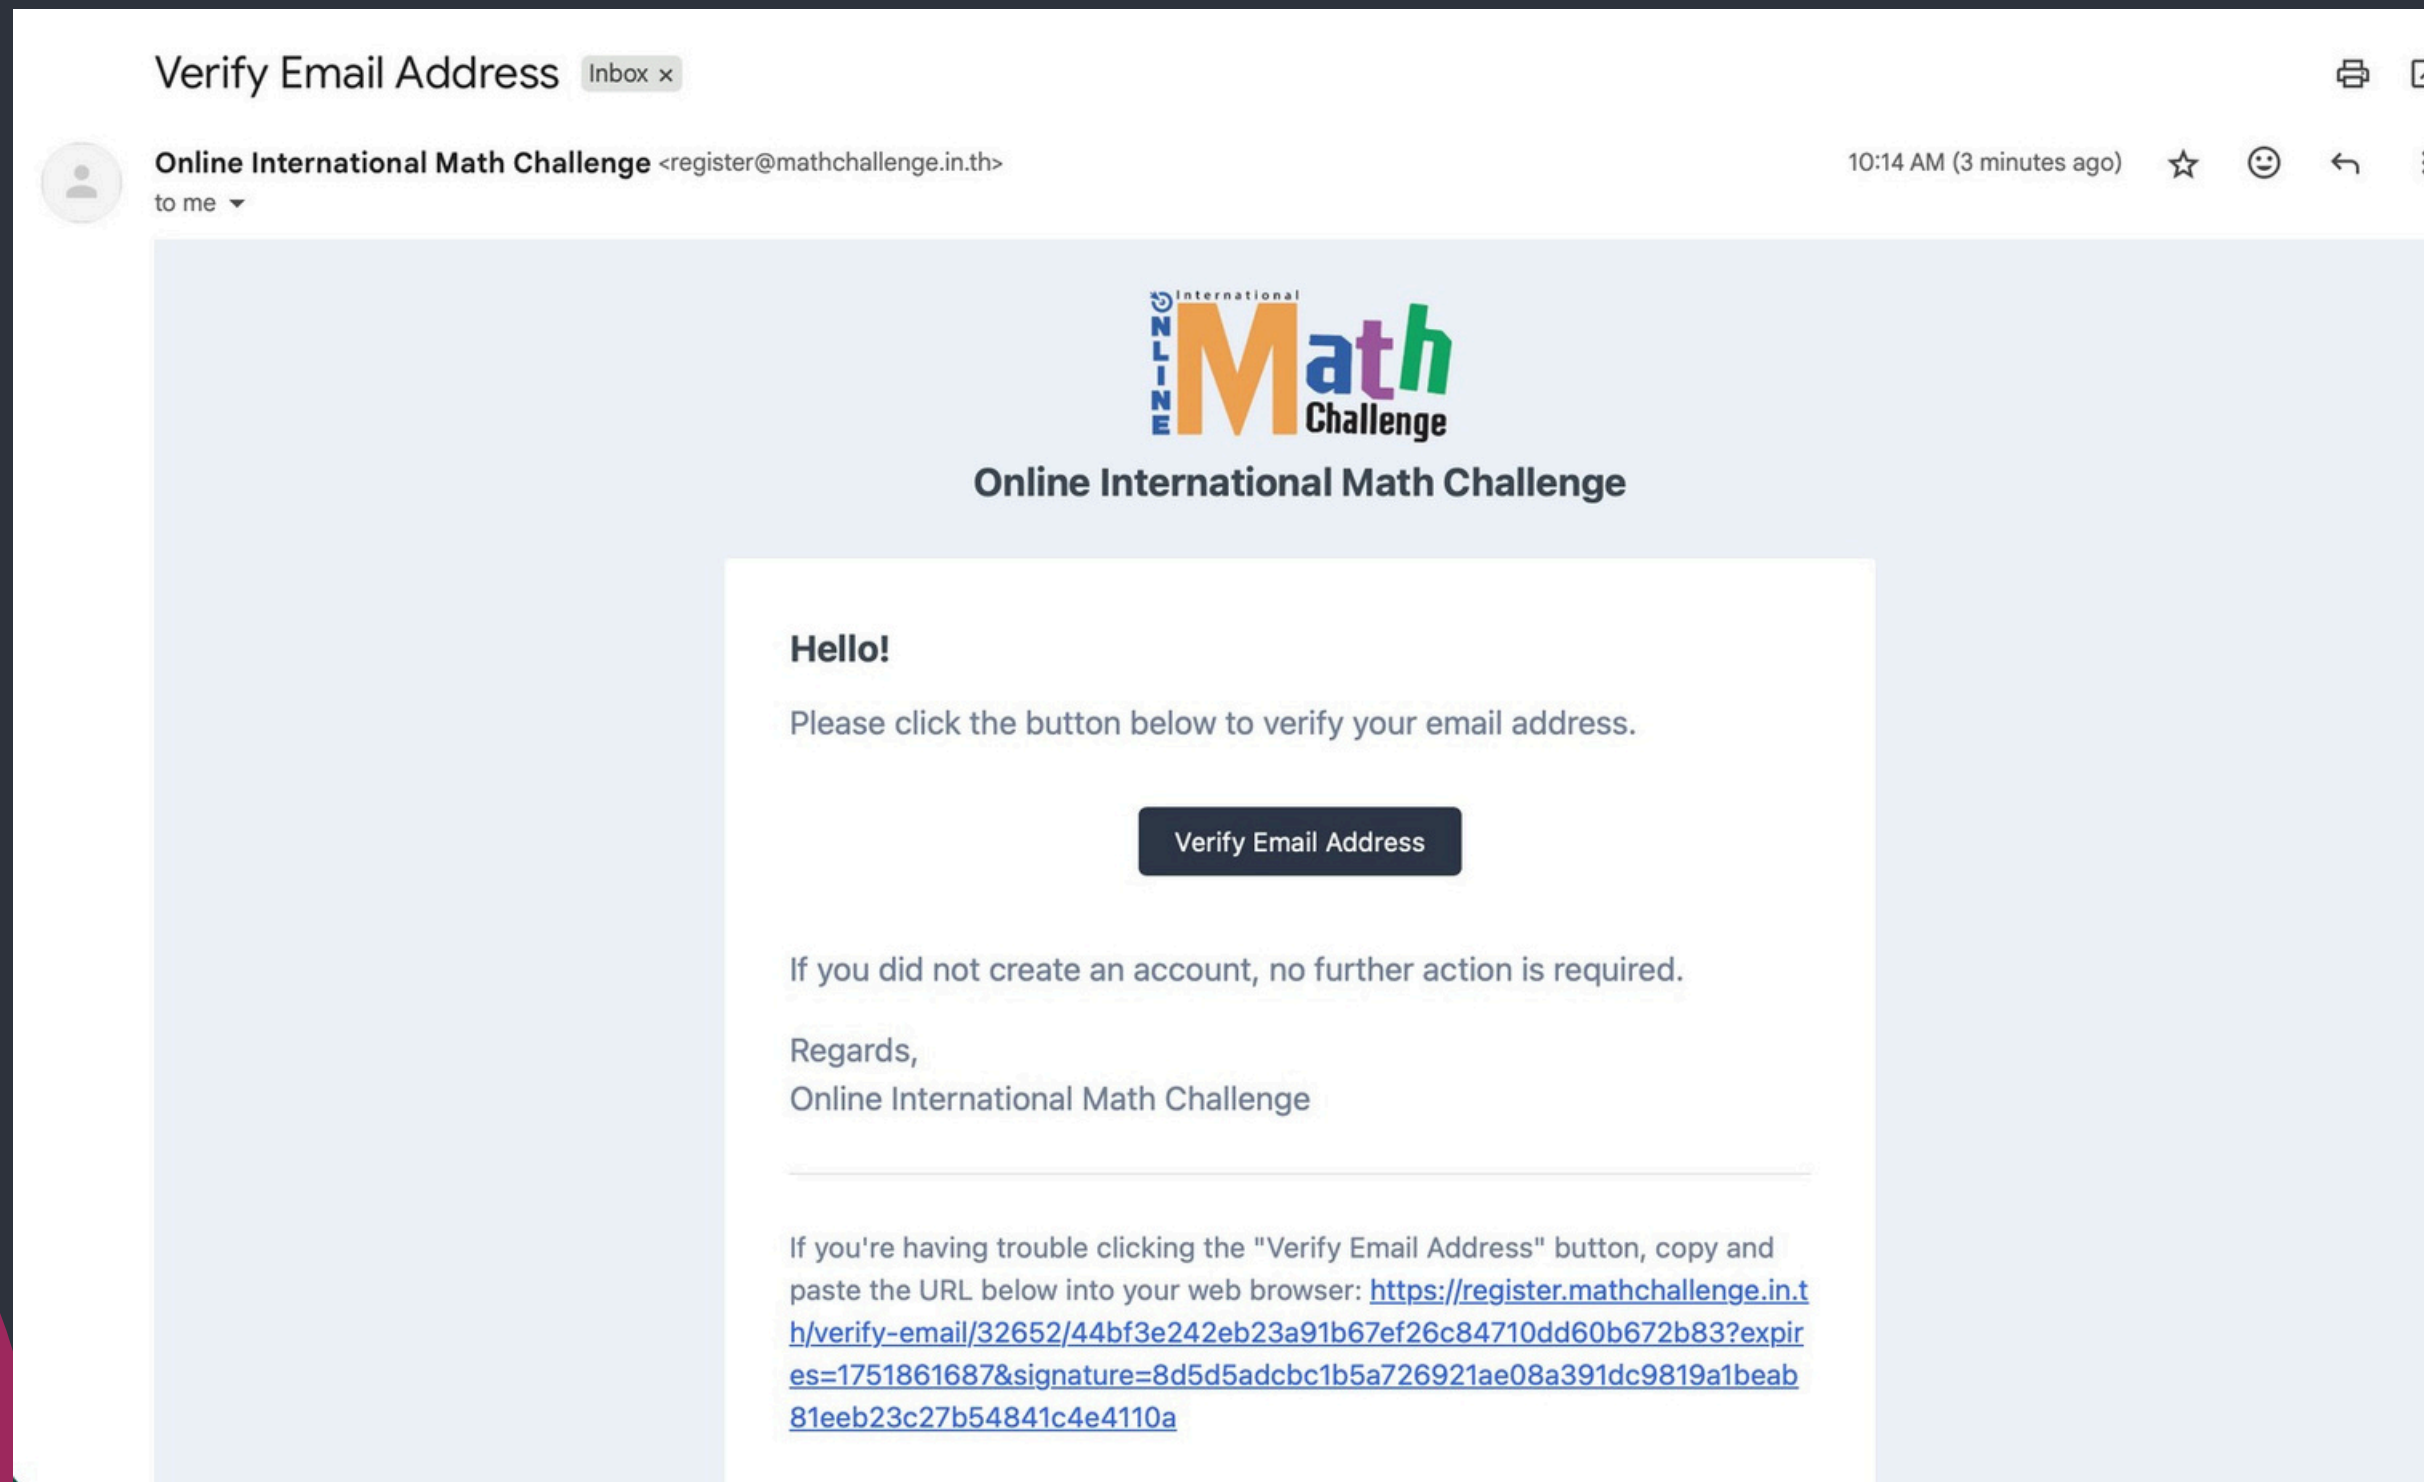 Verify Email Address Inbox ×
Online International Math Challenge <register@mathchallenge.in.th> 10:14 AM (3 minutes ago)
to me
International
ONLINE
Math
Challenge
Online International Math Challenge
Hello!
Please click the button below to verify your email address.
Verify Email Address
If you did not create an account, no further action is required.
Regards,
Online International Math Challenge
If you're having trouble clicking the "Verify Email Address" button, copy and
paste the URL below into your web browser: https://register.mathchallenge.in.t
h/verify-email/32652/44bf3e242eb23a91b67ef26c84710dd60b672b83?expir
es=1751861687&signature=8d5d5adcbc1b5a726921ae08a391dc9819a1beab
81eeb23c27b54841c4e4110a